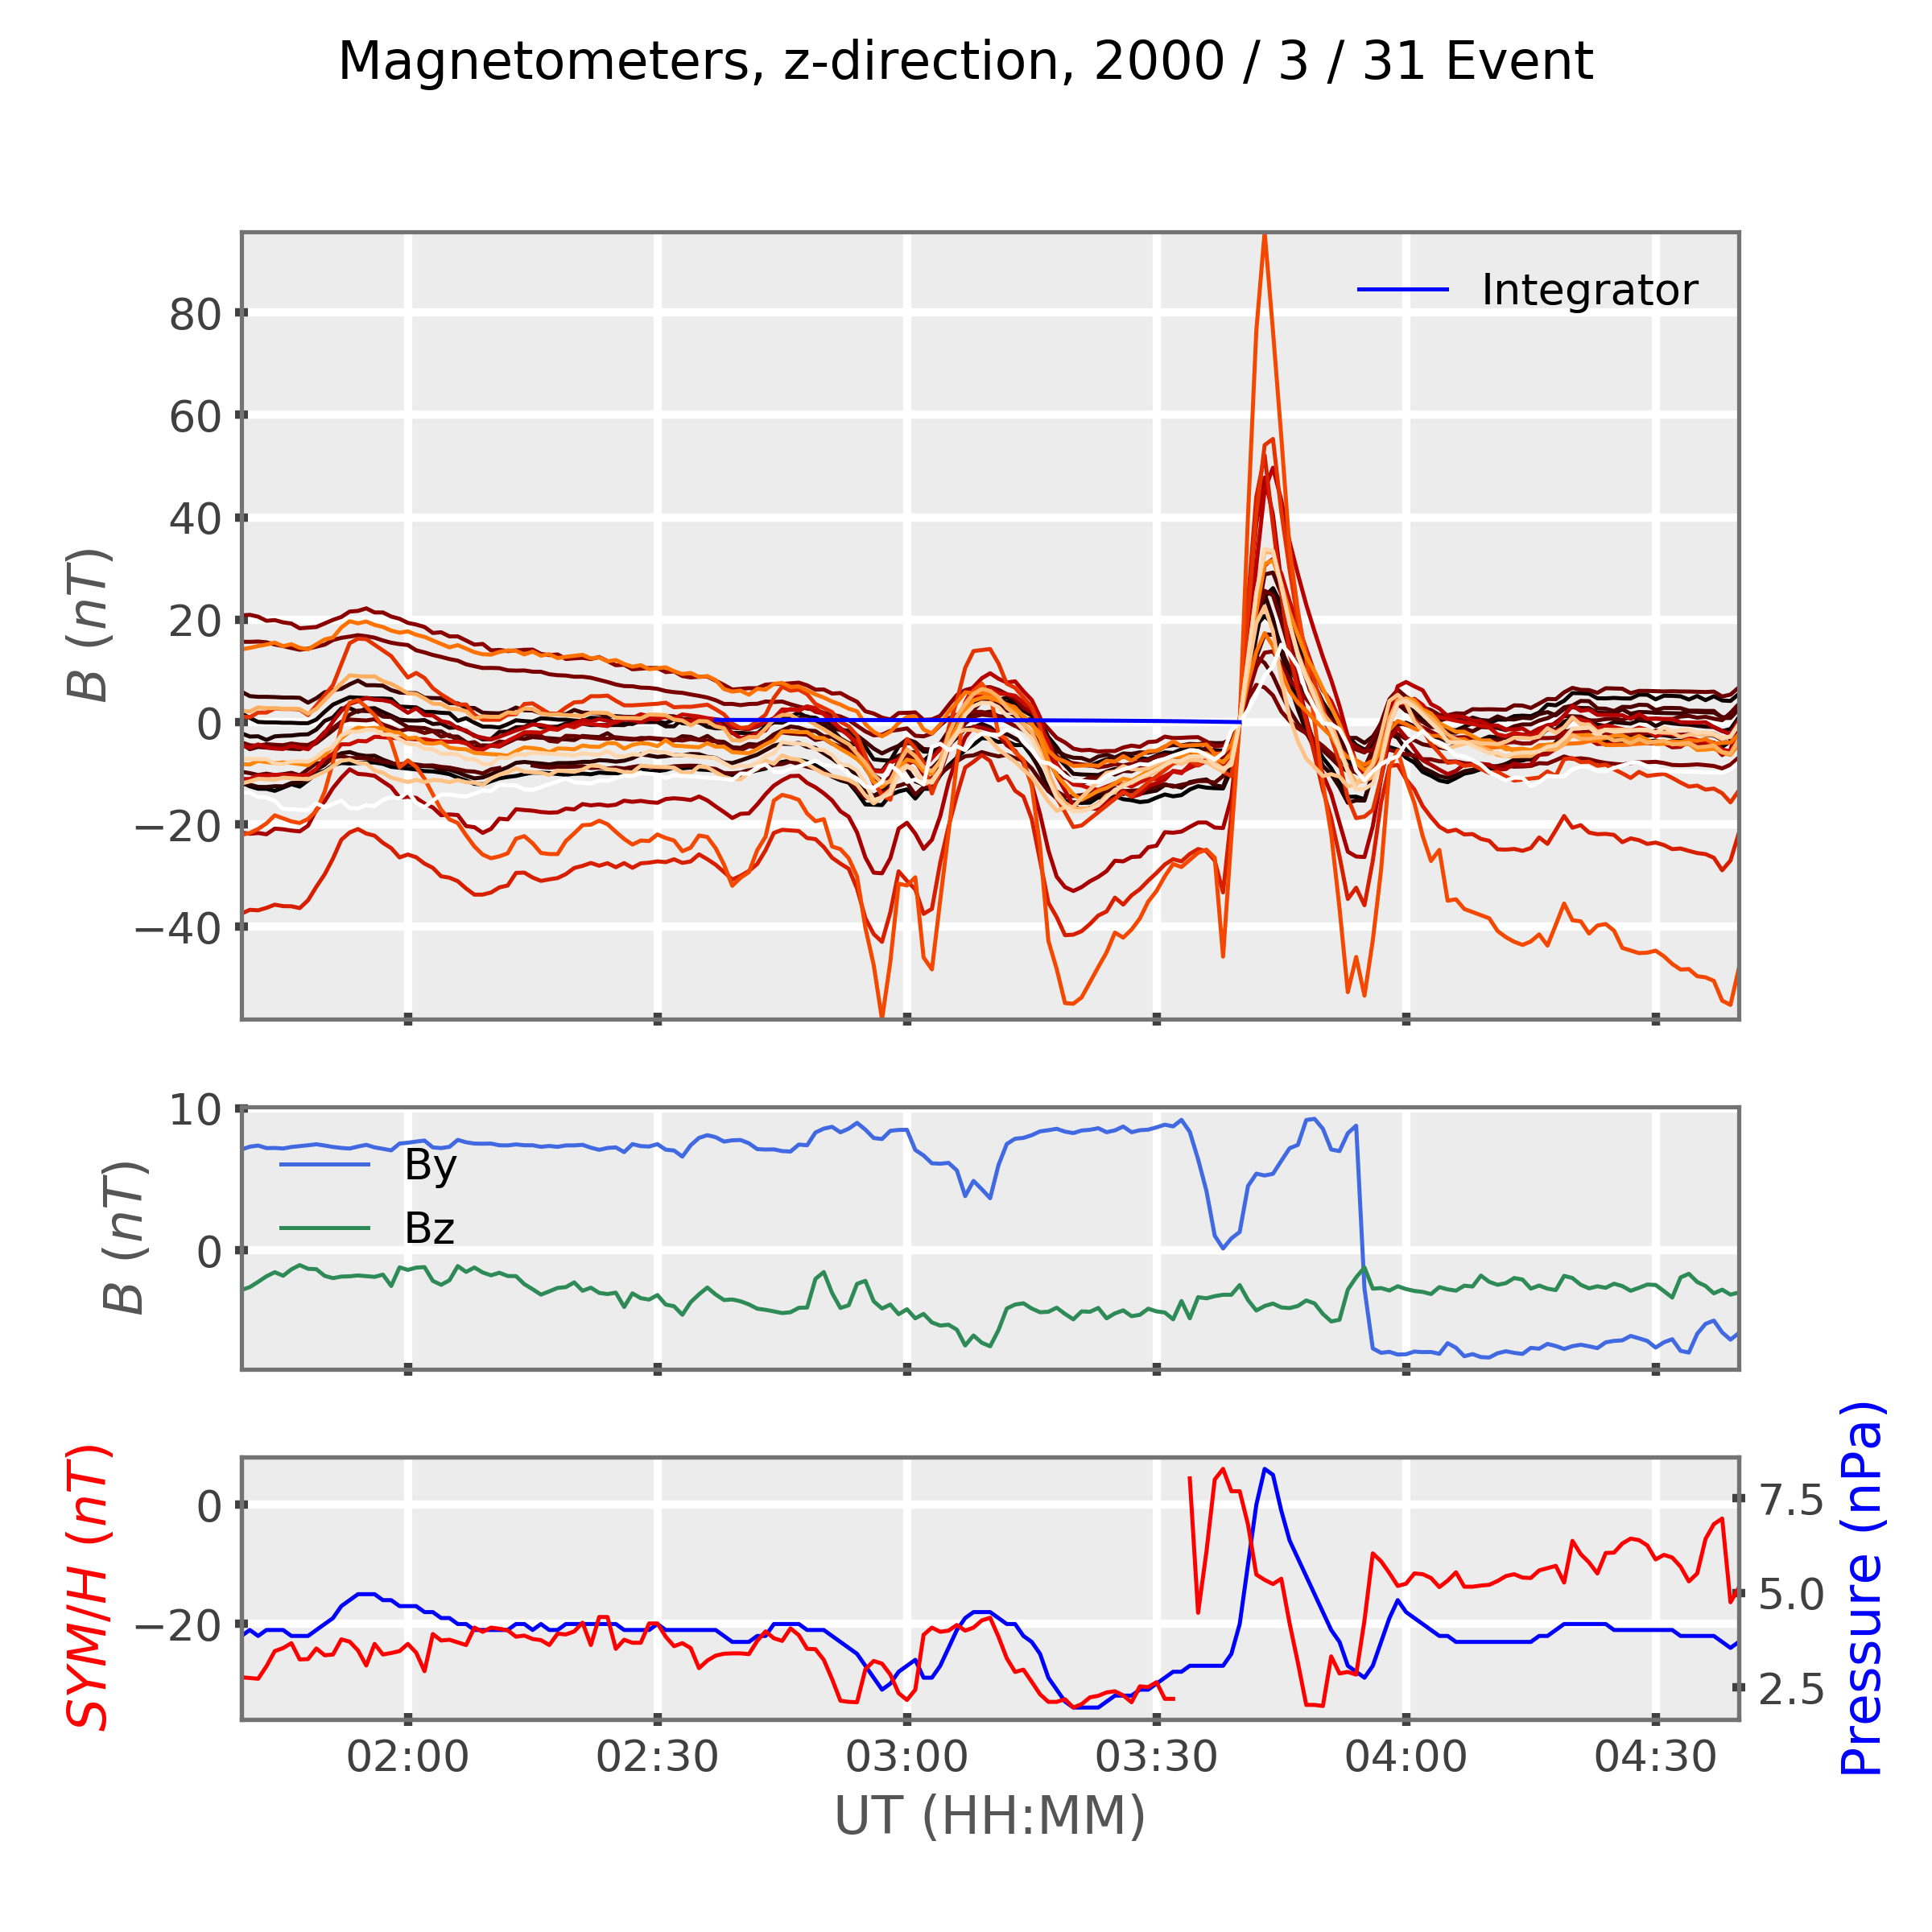 Magnetometers, z-direction, 2000 / 3 / 31 Event
Integrator
80
60
40
20
0
−20
−40
B (nT)
10
0
B (nT)
By
Bz
0
−20
SYM/H (nT)
7.5
5.0
2.5
Pressure (nPa)
02:00 02:30 03:00 03:30 04:00 04:30
UT (HH:MM)